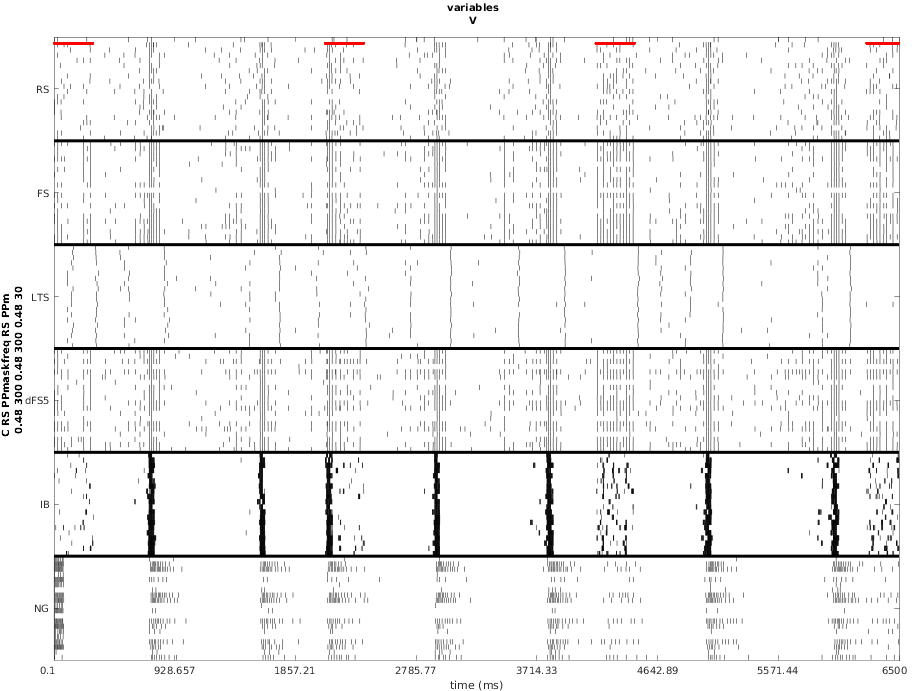 variables
V
C RS PPmaskfreq RS PPm
0.48 300 0.48 300 0.48 30
RS
FS
LTS
dFS5
IB
NG
0.1 928.657 1857.21 2785.77 3714.33 4642.89 5571.44 6500
time (ms)